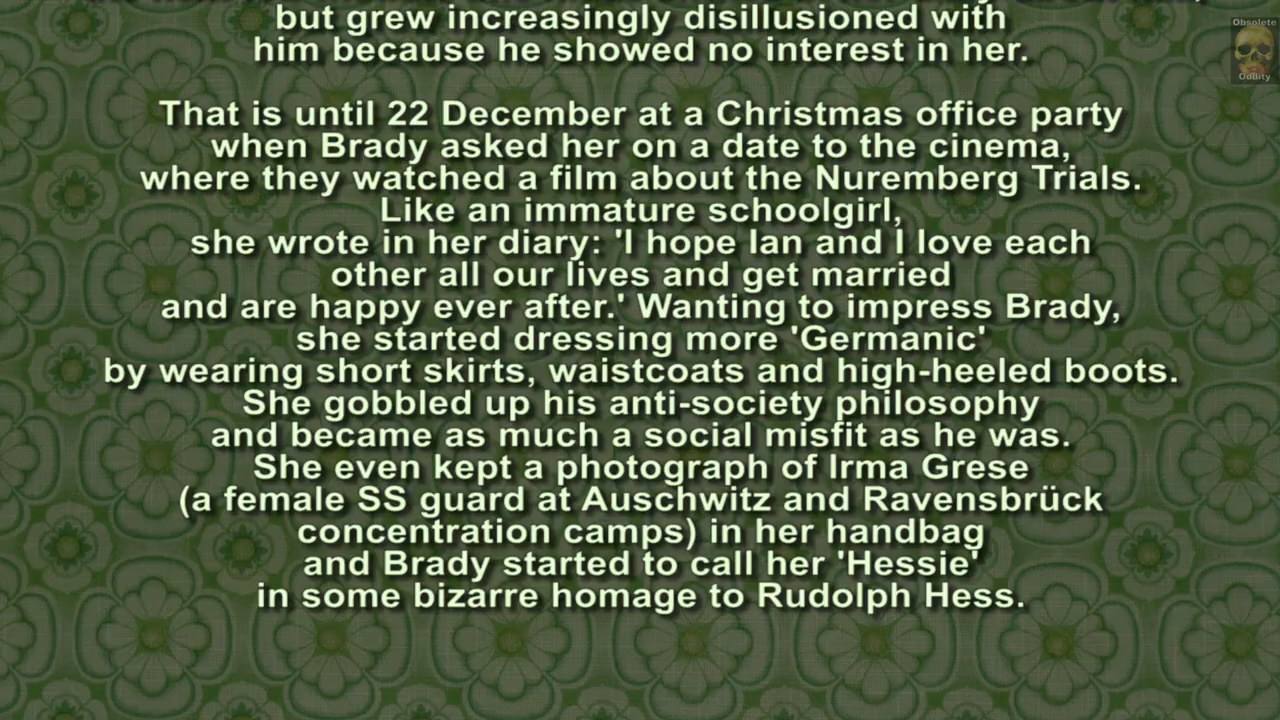 but grew increasingly disillusioned with
him because he showed no interest in her.
That is until 22 December at a Christmas office party
when Brady asked her on a date to the cinema,
where they watched a film about the Nuremberg Trials.
Like an immature schoolgirl,
she wrote in her diary: 'I hope Ian and I love each
other all our lives and get married
and are happy ever after.' Wanting to impress Brady,
she started dressing more 'Germanic'
by wearing short skirts, waistcoats and high-heeled boots.
She gobbled up his anti-society philosophy
and became as much a social misfit as he was.
She even kept a photograph of Irma Grese
(a female SS guard at Auschwitz and Ravensbrück
concentration camps) in her handbag
and Brady started to call her 'Hessie'
in some bizarre homage to Rudolph Hess.
Obsolete
Oddity